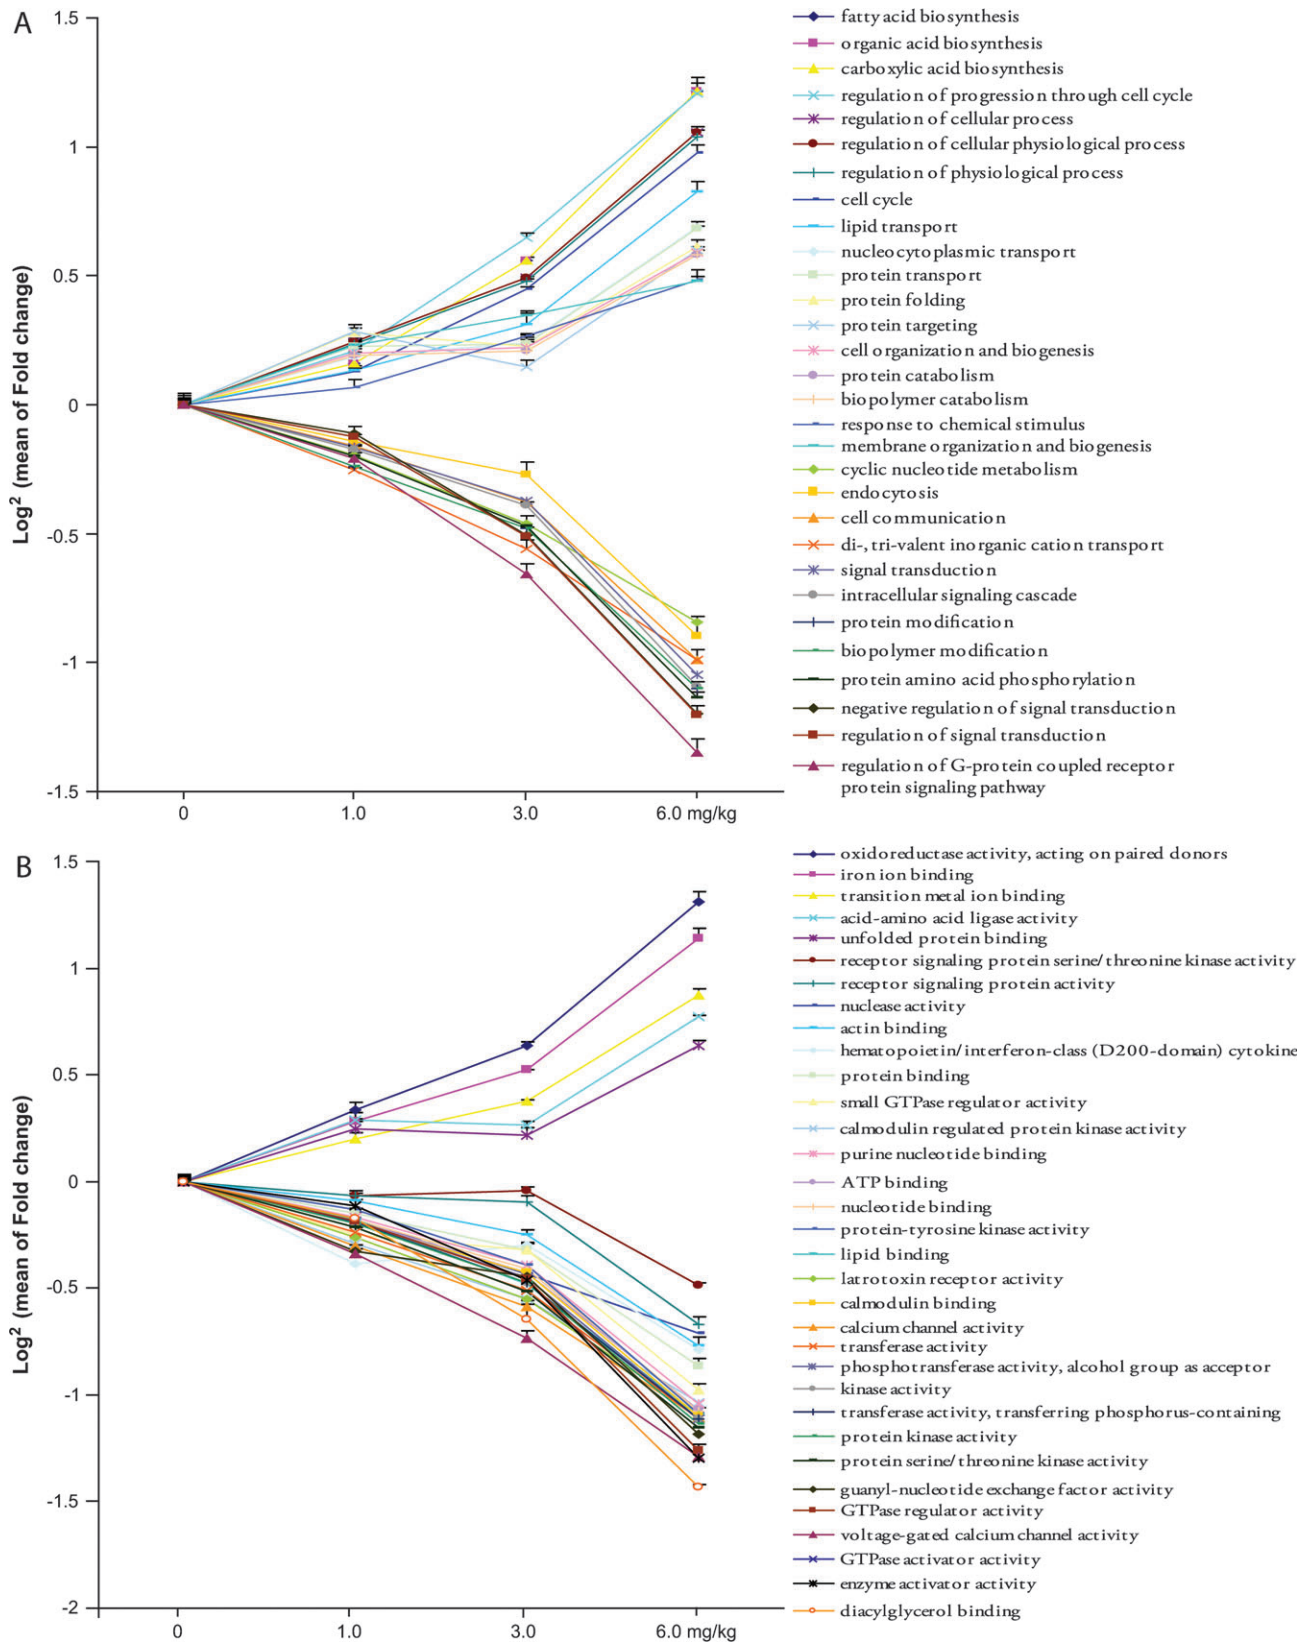 A
1.5
1
0.5
0
-0.5
-1
-1.5
Log² (mean of Fold change)
0
1.0
3.0
6.0 mg/kg
fatty acid biosynthesis
organic acid biosynthesis
carboxylic acid biosynthesis
regulation of progression through cell cycle
regulation of cellular process
regulation of cellular physiological process
regulation of physiological process
cell cycle
lipid transport
nucleocytoplasmic transport
protein transport
protein folding
protein targeting
cell organization and biogenesis
protein catabolism
biopolymer catabolism
response to chemical stimulus
membrane organization and biogenesis
cyclic nucleotide metabolism
endocytosis
cell communication
di-, tri-valent inorganic cation transport
signal transduction
intracellular signaling cascade
protein modification
biopolymer modification
protein amino acid phosphorylation
negative regulation of signal transduction
regulation of signal transduction
regulation of G-protein coupled receptor
protein signaling pathway
B
1.5
1
0.5
0
-0.5
-1
-1.5
-2
Log² (mean of Fold change)
0
1.0
3.0
6.0 mg/kg
oxidoreductase activity, acting on paired donors
iron ion binding
transition metal ion binding
acid-amino acid ligase activity
unfolded protein binding
receptor signaling protein serine/threonine kinase activity
receptor signaling protein activity
nuclease activity
actin binding
hematopoietin/interferon-class (D200-domain) cytokine
protein binding
small GTPase regulator activity
calmodulin regulated protein kinase activity
purine nucleotide binding
ATP binding
nucleotide binding
protein-tyrosine kinase activity
lipid binding
latrotoxin receptor activity
calmodulin binding
calcium channel activity
transferase activity
phosphotransferase activity, alcohol group as acceptor
kinase activity
transferase activity, transferring phosphorus-containing
protein kinase activity
protein serine/threonine kinase activity
guanyl-nucleotide exchange factor activity
GTPase regulator activity
voltage-gated calcium channel activity
GTPase activator activity
enzyme activator activity
diacylglycerol binding